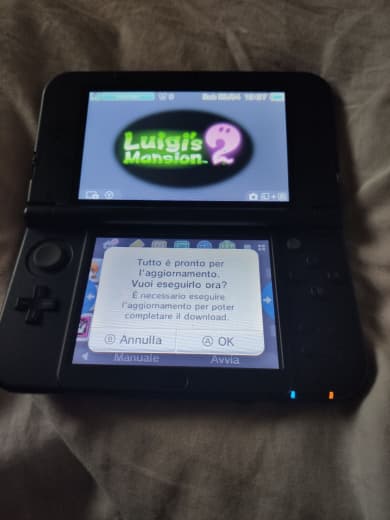 Luigi's
Mansion™ 2
Tutto è pronto per
l'aggiornamento.
Vuoi eseguirlo ora?
È necessario eseguire
l'aggiornamento per poter
completare il download.
Ⓑ Annulla
Ⓐ OK
Manuale
Avvia